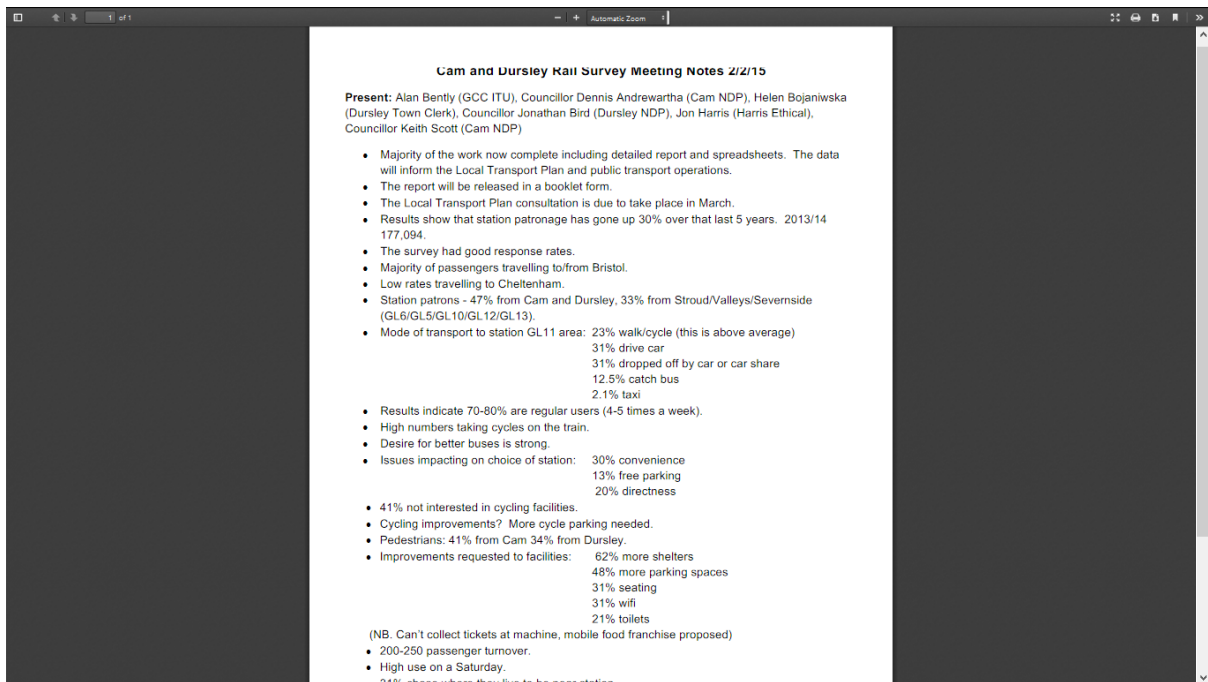 1 of 1
Automatic Zoom
Cam and Dursley Rail Survey Meeting Notes 2/2/15
Present: Alan Bently (GCC ITU), Councillor Dennis Andrewartha (Cam NDP), Helen Bojaniwska
(Dursley Town Clerk), Councillor Jonathan Bird (Dursley NDP), Jon Harris (Harris Ethical),
Councillor Keith Scott (Cam NDP)
• Majority of the work now complete including detailed report and spreadsheets. The data
will inform the Local Transport Plan and public transport operations.
• The report will be released in a booklet form.
• The Local Transport Plan consultation is due to take place in March.
• Results show that station patronage has gone up 30% over that last 5 years. 2013/14
177,094.
• The survey had good response rates.
• Majority of passengers travelling to/from Bristol.
• Low rates travelling to Cheltenham.
• Station patrons - 47% from Cam and Dursley, 33% from Stroud/Valleys/Severnside
(GL6/GL5/GL10/GL12/GL13).
• Mode of transport to station GL11 area: 23% walk/cycle (this is above average)
31% drive car
31% dropped off by car or car share
12.5% catch bus
2.1% taxi
• Results indicate 70-80% are regular users (4-5 times a week).
• High numbers taking cycles on the train.
• Desire for better buses is strong.
• Issues impacting on choice of station: 30% convenience
13% free parking
20% directness
• 41% not interested in cycling facilities.
• Cycling improvements? More cycle parking needed.
• Pedestrians: 41% from Cam 34% from Dursley.
• Improvements requested to facilities: 62% more shelters
48% more parking spaces
31% seating
31% wifi
21% toilets
(NB. Can't collect tickets at machine, mobile food franchise proposed)
• 200-250 passenger turnover.
• High use on a Saturday.